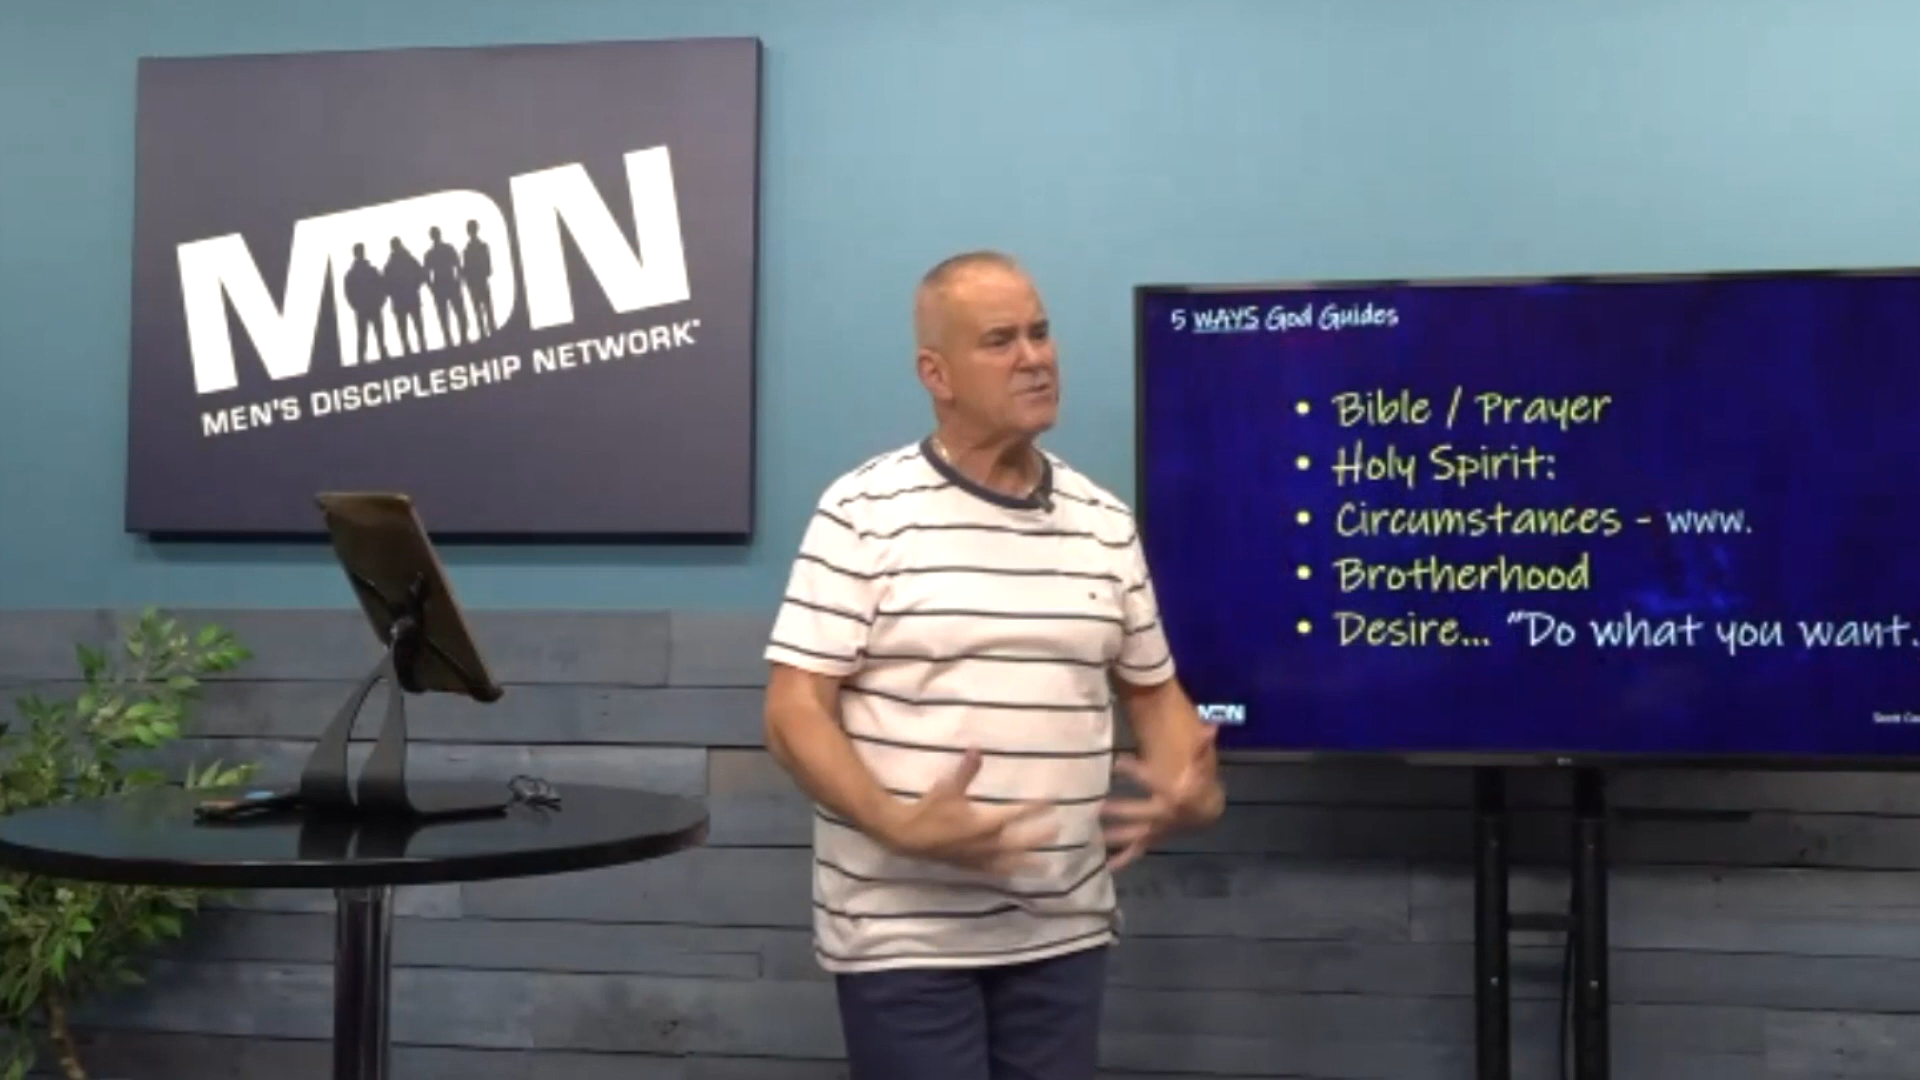 MDN
MEN'S DISCIPLESHIP NETWORK
5 WAYS God Guides
• Bible / Prayer
• Holy Spirit:
• Circumstances - www.
• Brotherhood
• Desire... "Do what you want.
MDN